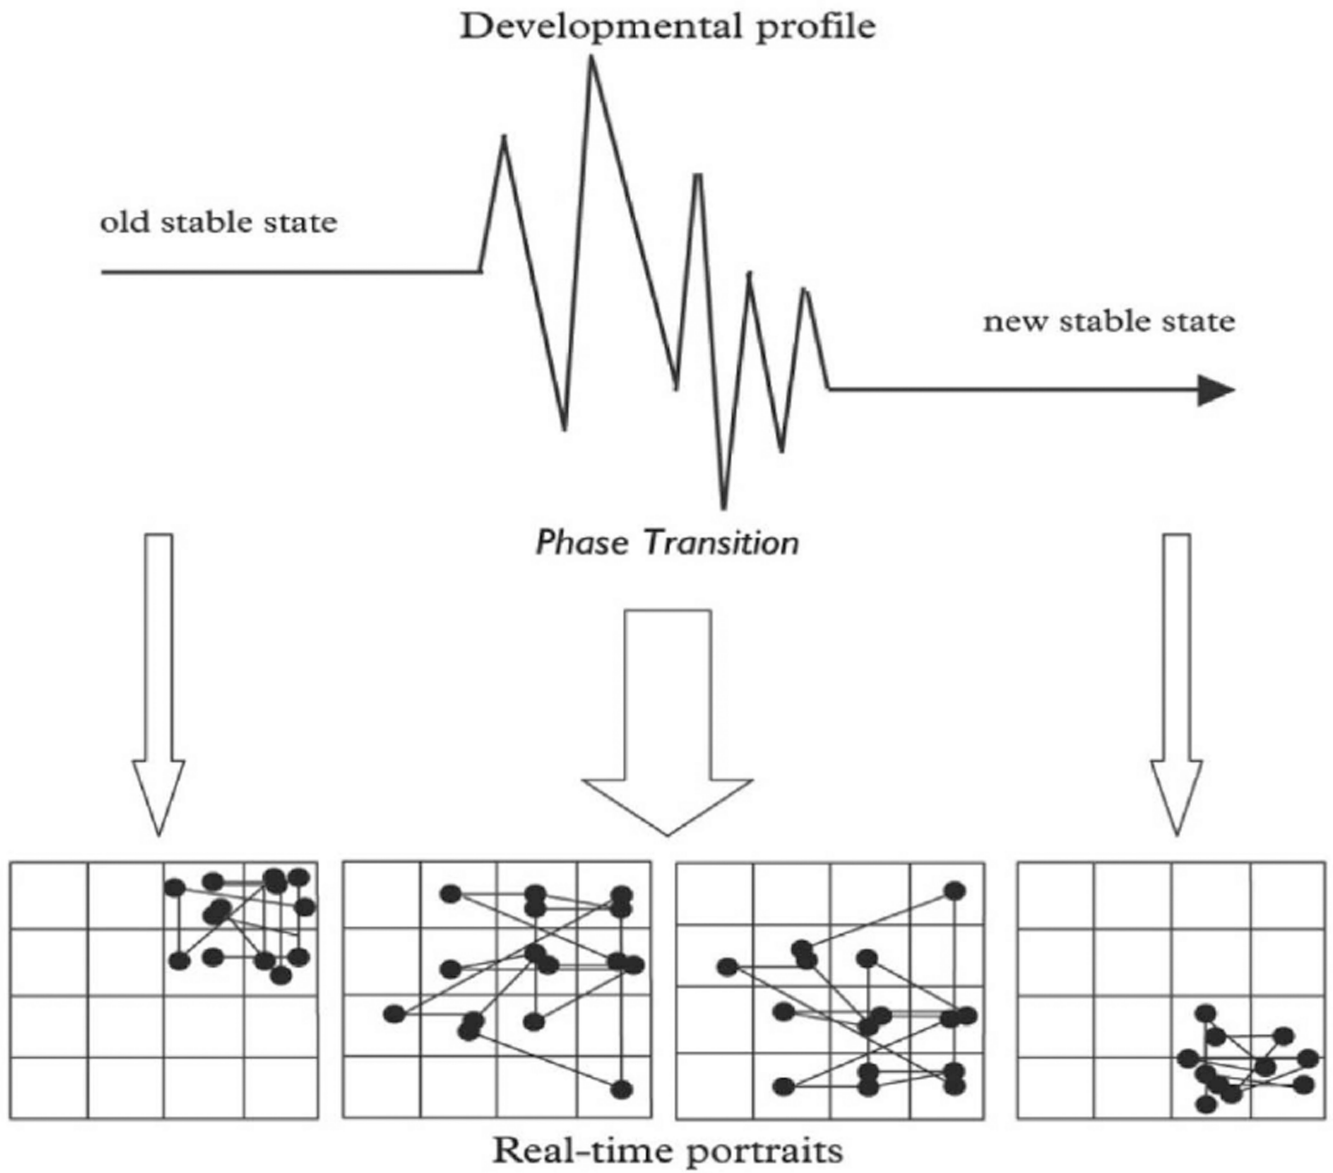 Developmental profile
old stable state
new stable state
Phase Transition
Real-time portraits